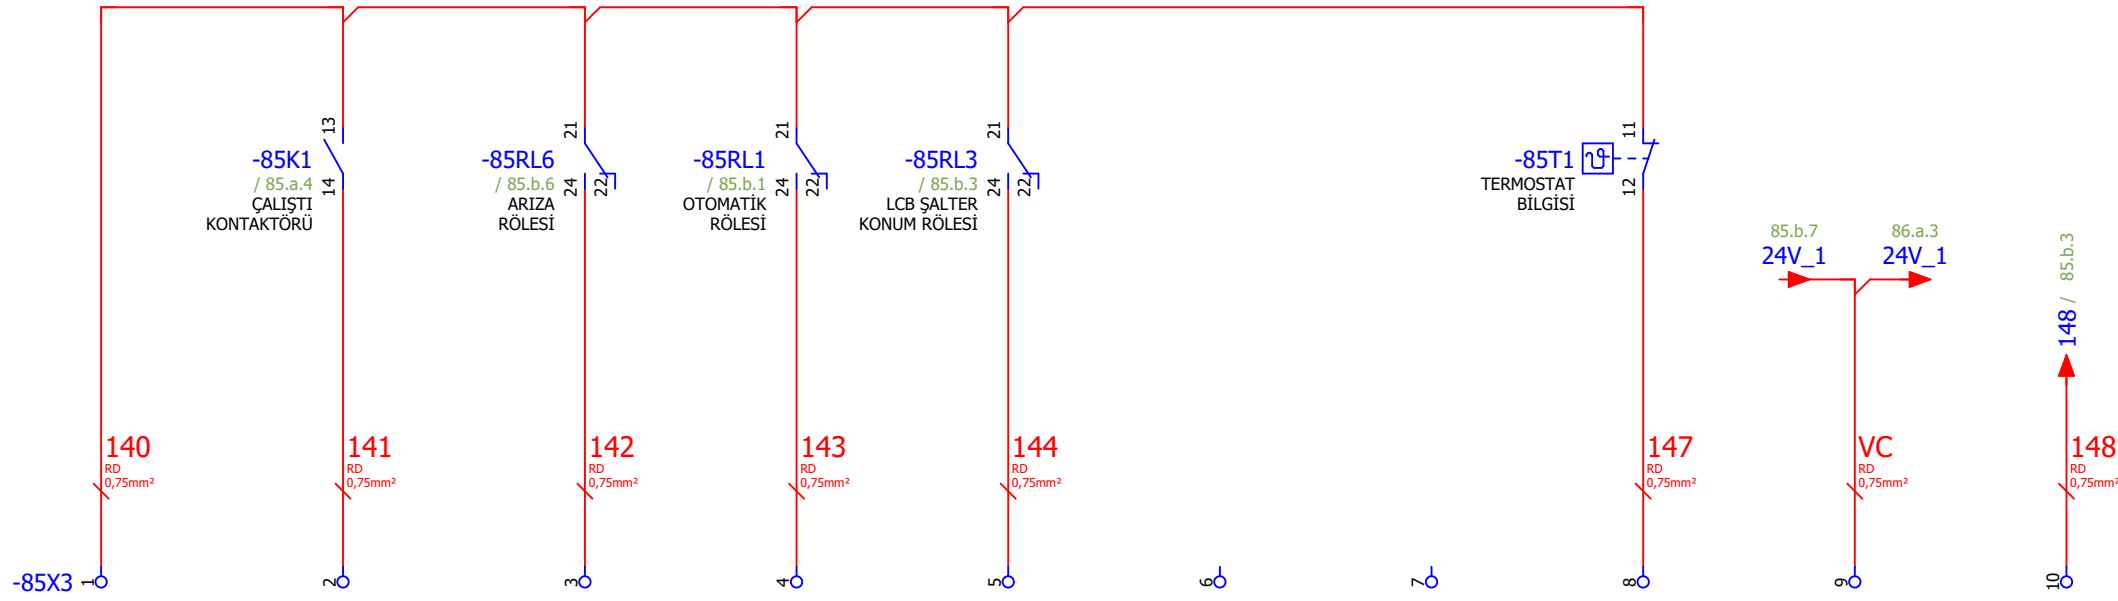 13
-85K1
/ 85.a.4
14
ÇALIŞTI
KONTAKTÖRÜ
21
-85RL6
/ 85.b.6
24
22
ARIZA
RÖLESİ
21
-85RL1
/ 85.b.1
24
22
OTOMATİK
RÖLESİ
21
-85RL3
/ 85.b.3
24
22
LCB ŞALTER
KONUM RÖLESİ
11
-85T1
12
TERMOSTAT
BİLGİSİ
85.b.7
24V_1
86.a.3
24V_1
148 / 85.b.3
140
RD
0,75mm²
141
RD
0,75mm²
142
RD
0,75mm²
143
RD
0,75mm²
144
RD
0,75mm²
147
RD
0,75mm²
VC
RD
0,75mm²
148
RD
0,75mm²
-85X3
1
2
3
4
5
6
7
8
9
10